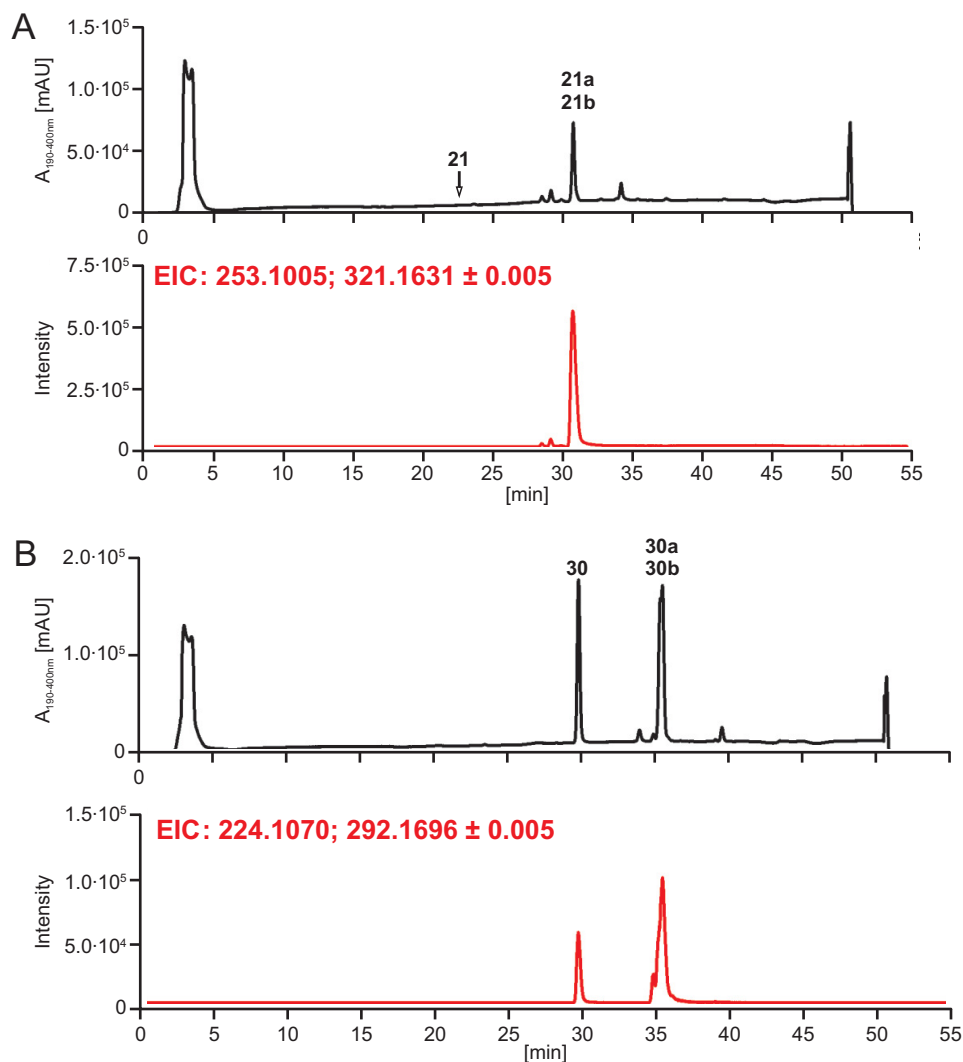 A
A190-400nm [mAU]
1.5·10⁵
1.0·10⁵
5.0·10⁴
0
21
21a
21b
0
EIC: 253.1005; 321.1631 ± 0.005
Intensity
7.5·10⁵
5.0·10⁵
2.5·10⁵
0
0 5 10 15 20 25 30 35 40 45 50 55
[min]
B
A190-400nm [mAU]
2.0·10⁵
1.0·10⁵
0
30
30a
30b
0
EIC: 224.1070; 292.1696 ± 0.005
Intensity
1.5·10⁵
1.0·10⁵
5.0·10⁴
0
0 5 10 15 20 25 30 35 40 45 50 55
[min]